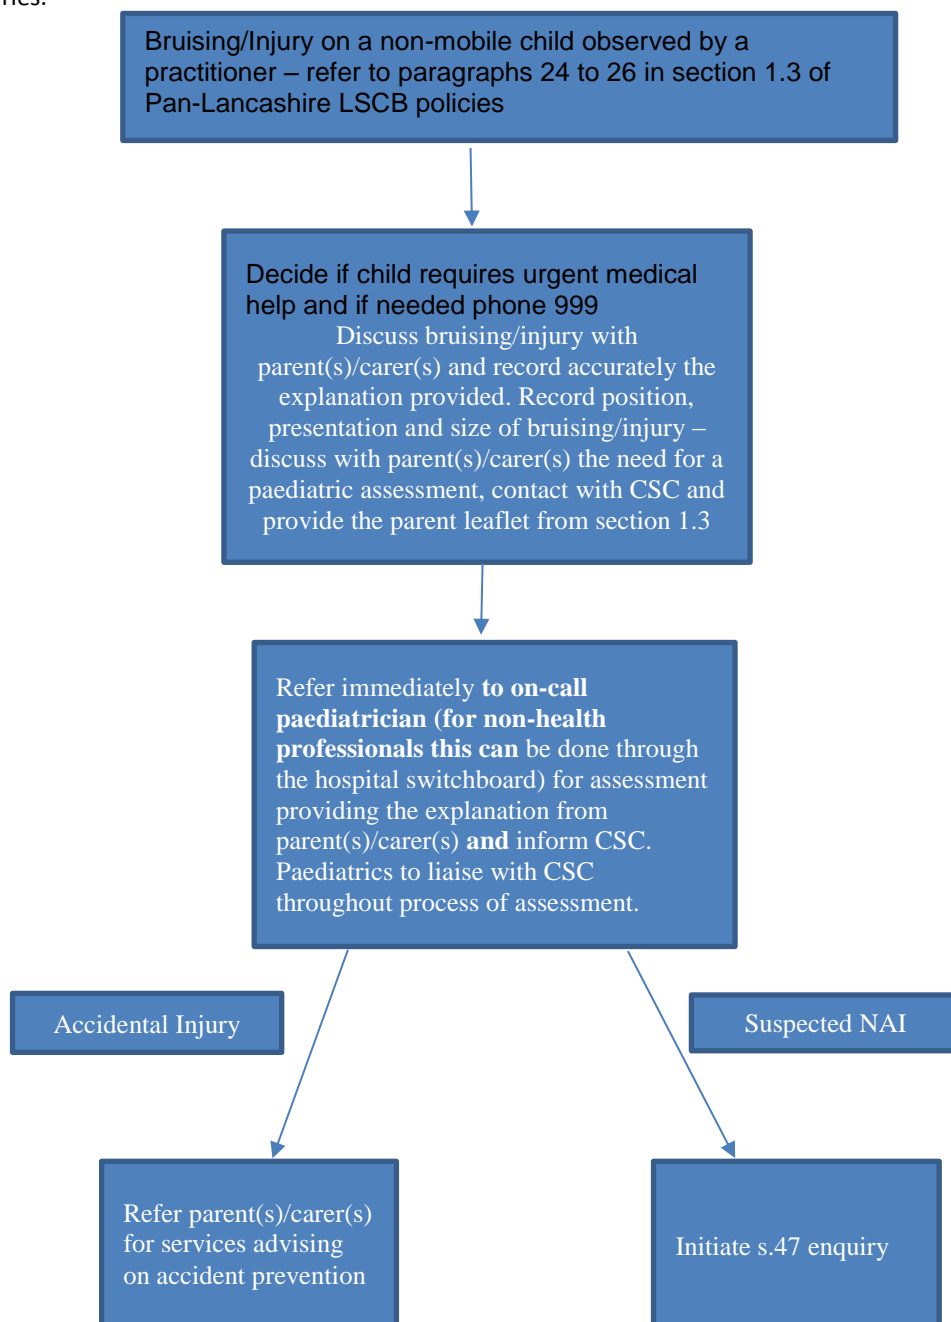 ries.
Bruising/Injury on a non-mobile child observed by a
practitioner – refer to paragraphs 24 to 26 in section 1.3 of
Pan-Lancashire LSCB policies
Decide if child requires urgent medical
help and if needed phone 999
Discuss bruising/injury with
parent(s)/carer(s) and record accurately the
explanation provided. Record position,
presentation and size of bruising/injury –
discuss with parent(s)/carer(s) the need for a
paediatric assessment, contact with CSC and
provide the parent leaflet from section 1.3
Refer immediately to on-call
paediatrician (for non-health
professionals this can be done through
the hospital switchboard) for assessment
providing the explanation from
parent(s)/carer(s) and inform CSC.
Paediatrics to liaise with CSC
throughout process of assessment.
Accidental Injury
Suspected NAI
Refer parent(s)/carer(s)
for services advising
on accident prevention
Initiate s.47 enquiry